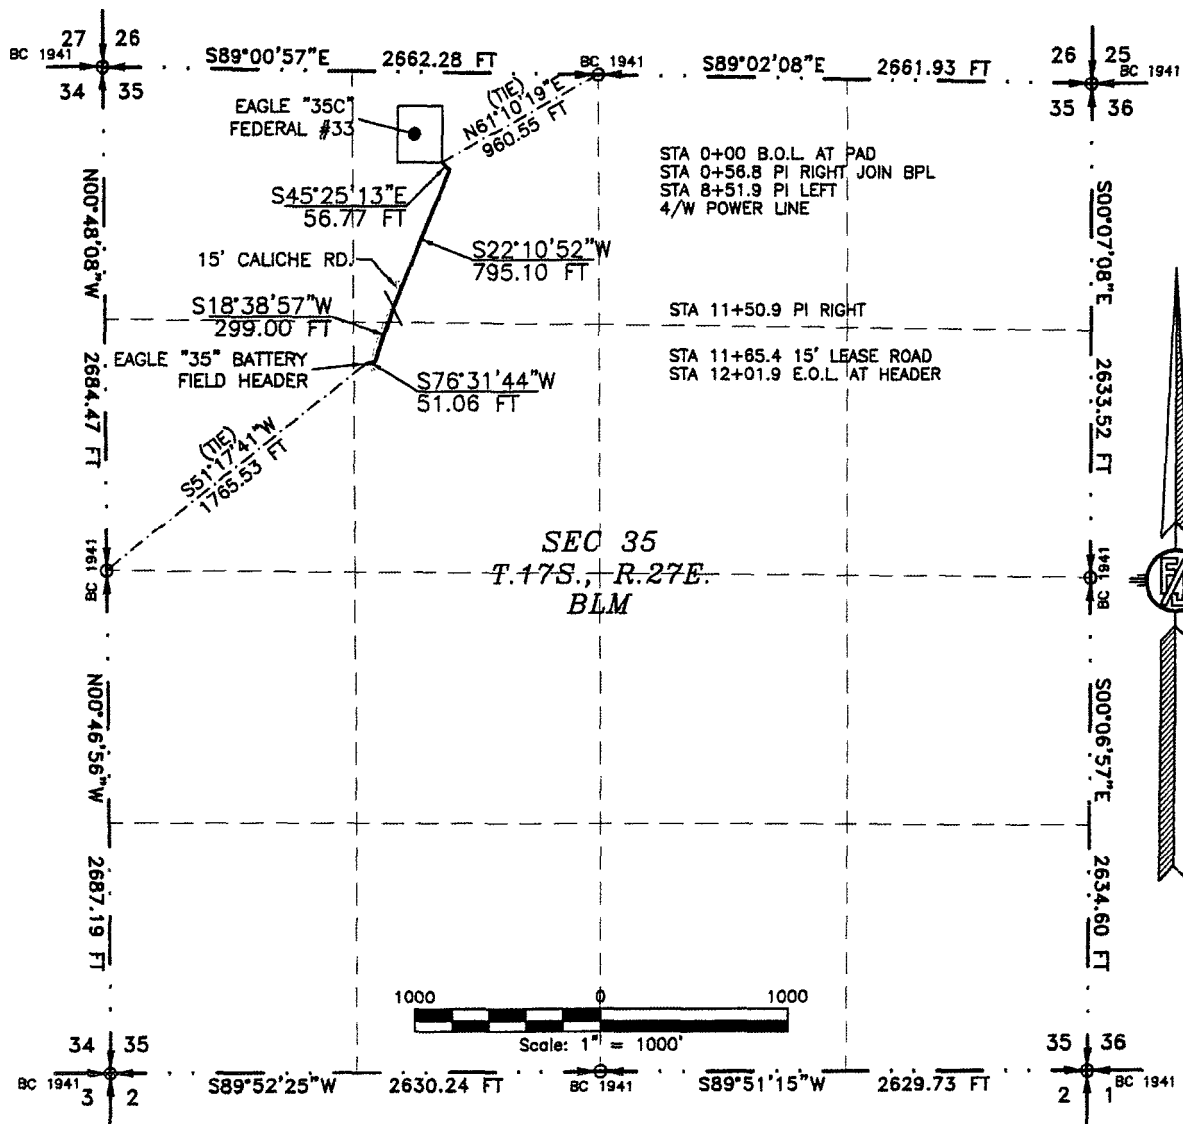 27 26
BC 1941
34 35
S89°00'57"E 2662.28 FT
BC 1941
S89°02'08"E 2661.93 FT
26 25
BC 1941
35 36
EAGLE "35C"
FEDERAL #33
(TIE)
N61°10'19"E
960.55 FT
STA 0+00 B.O.L. AT PAD
STA 0+56.8 PI RIGHT JOIN BPL
STA 8+51.9 PI LEFT
4/W POWER LINE
S45°25'13"E
56.77 FT
N00°48'08"W
2684.47 FT
S00°07'08"E
2633.52 FT
15' CALICHE RD.
S22°10'52"W
795.10 FT
S18°38'57"W
299.00 FT
STA 11+50.9 PI RIGHT
EAGLE "35" BATTERY
FIELD HEADER
STA 11+65.4 15' LEASE ROAD
STA 12+01.9 E.O.L. AT HEADER
S76°31'44"W
51.06 FT
(TIE)
S51°17'41"W
1765.53 FT
BC 1941
SEC 35
T.17S., R.27E.
BLM
BC 1941
N00°46'56"W
2687.19 FT
S00°06'57"E
2634.60 FT
1000 0 1000
Scale: 1" = 1000'
34 35
BC 1941
3 2
S89°52'25"W 2630.24 FT
BC 1941
S89°51'15"W 2629.73 FT
35 36
BC 1941
2 1